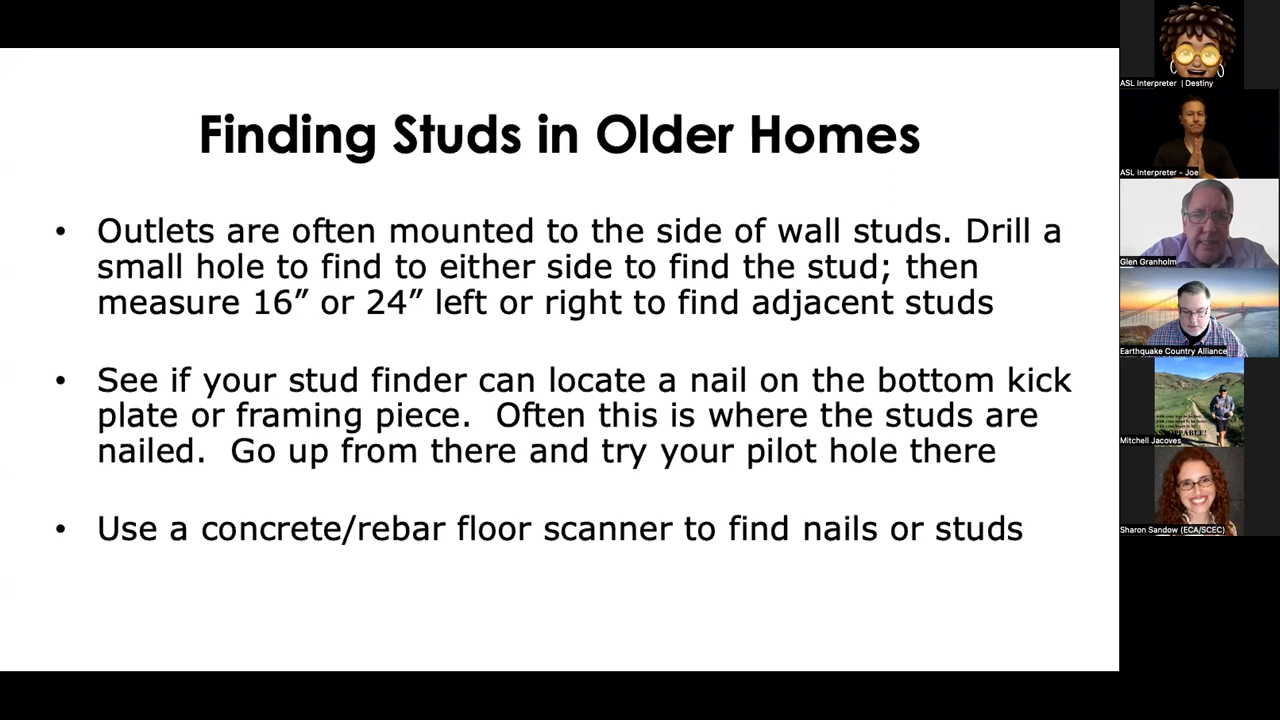 Finding Studs in Older Homes
• Outlets are often mounted to the side of wall studs. Drill a
small hole to find to either side to find the stud; then
measure 16” or 24” left or right to find adjacent studs
• See if your stud finder can locate a nail on the bottom kick
plate or framing piece.  Often this is where the studs are
nailed.  Go up from there and try your pilot hole there
• Use a concrete/rebar floor scanner to find nails or studs
ASL Interpreter | Destiny
ASL Interpreter - Joe
Glen Granholm
Earthquake Country Alliance
Mitchell Jacoves
Sharon Sandow (ECA/SCEC)